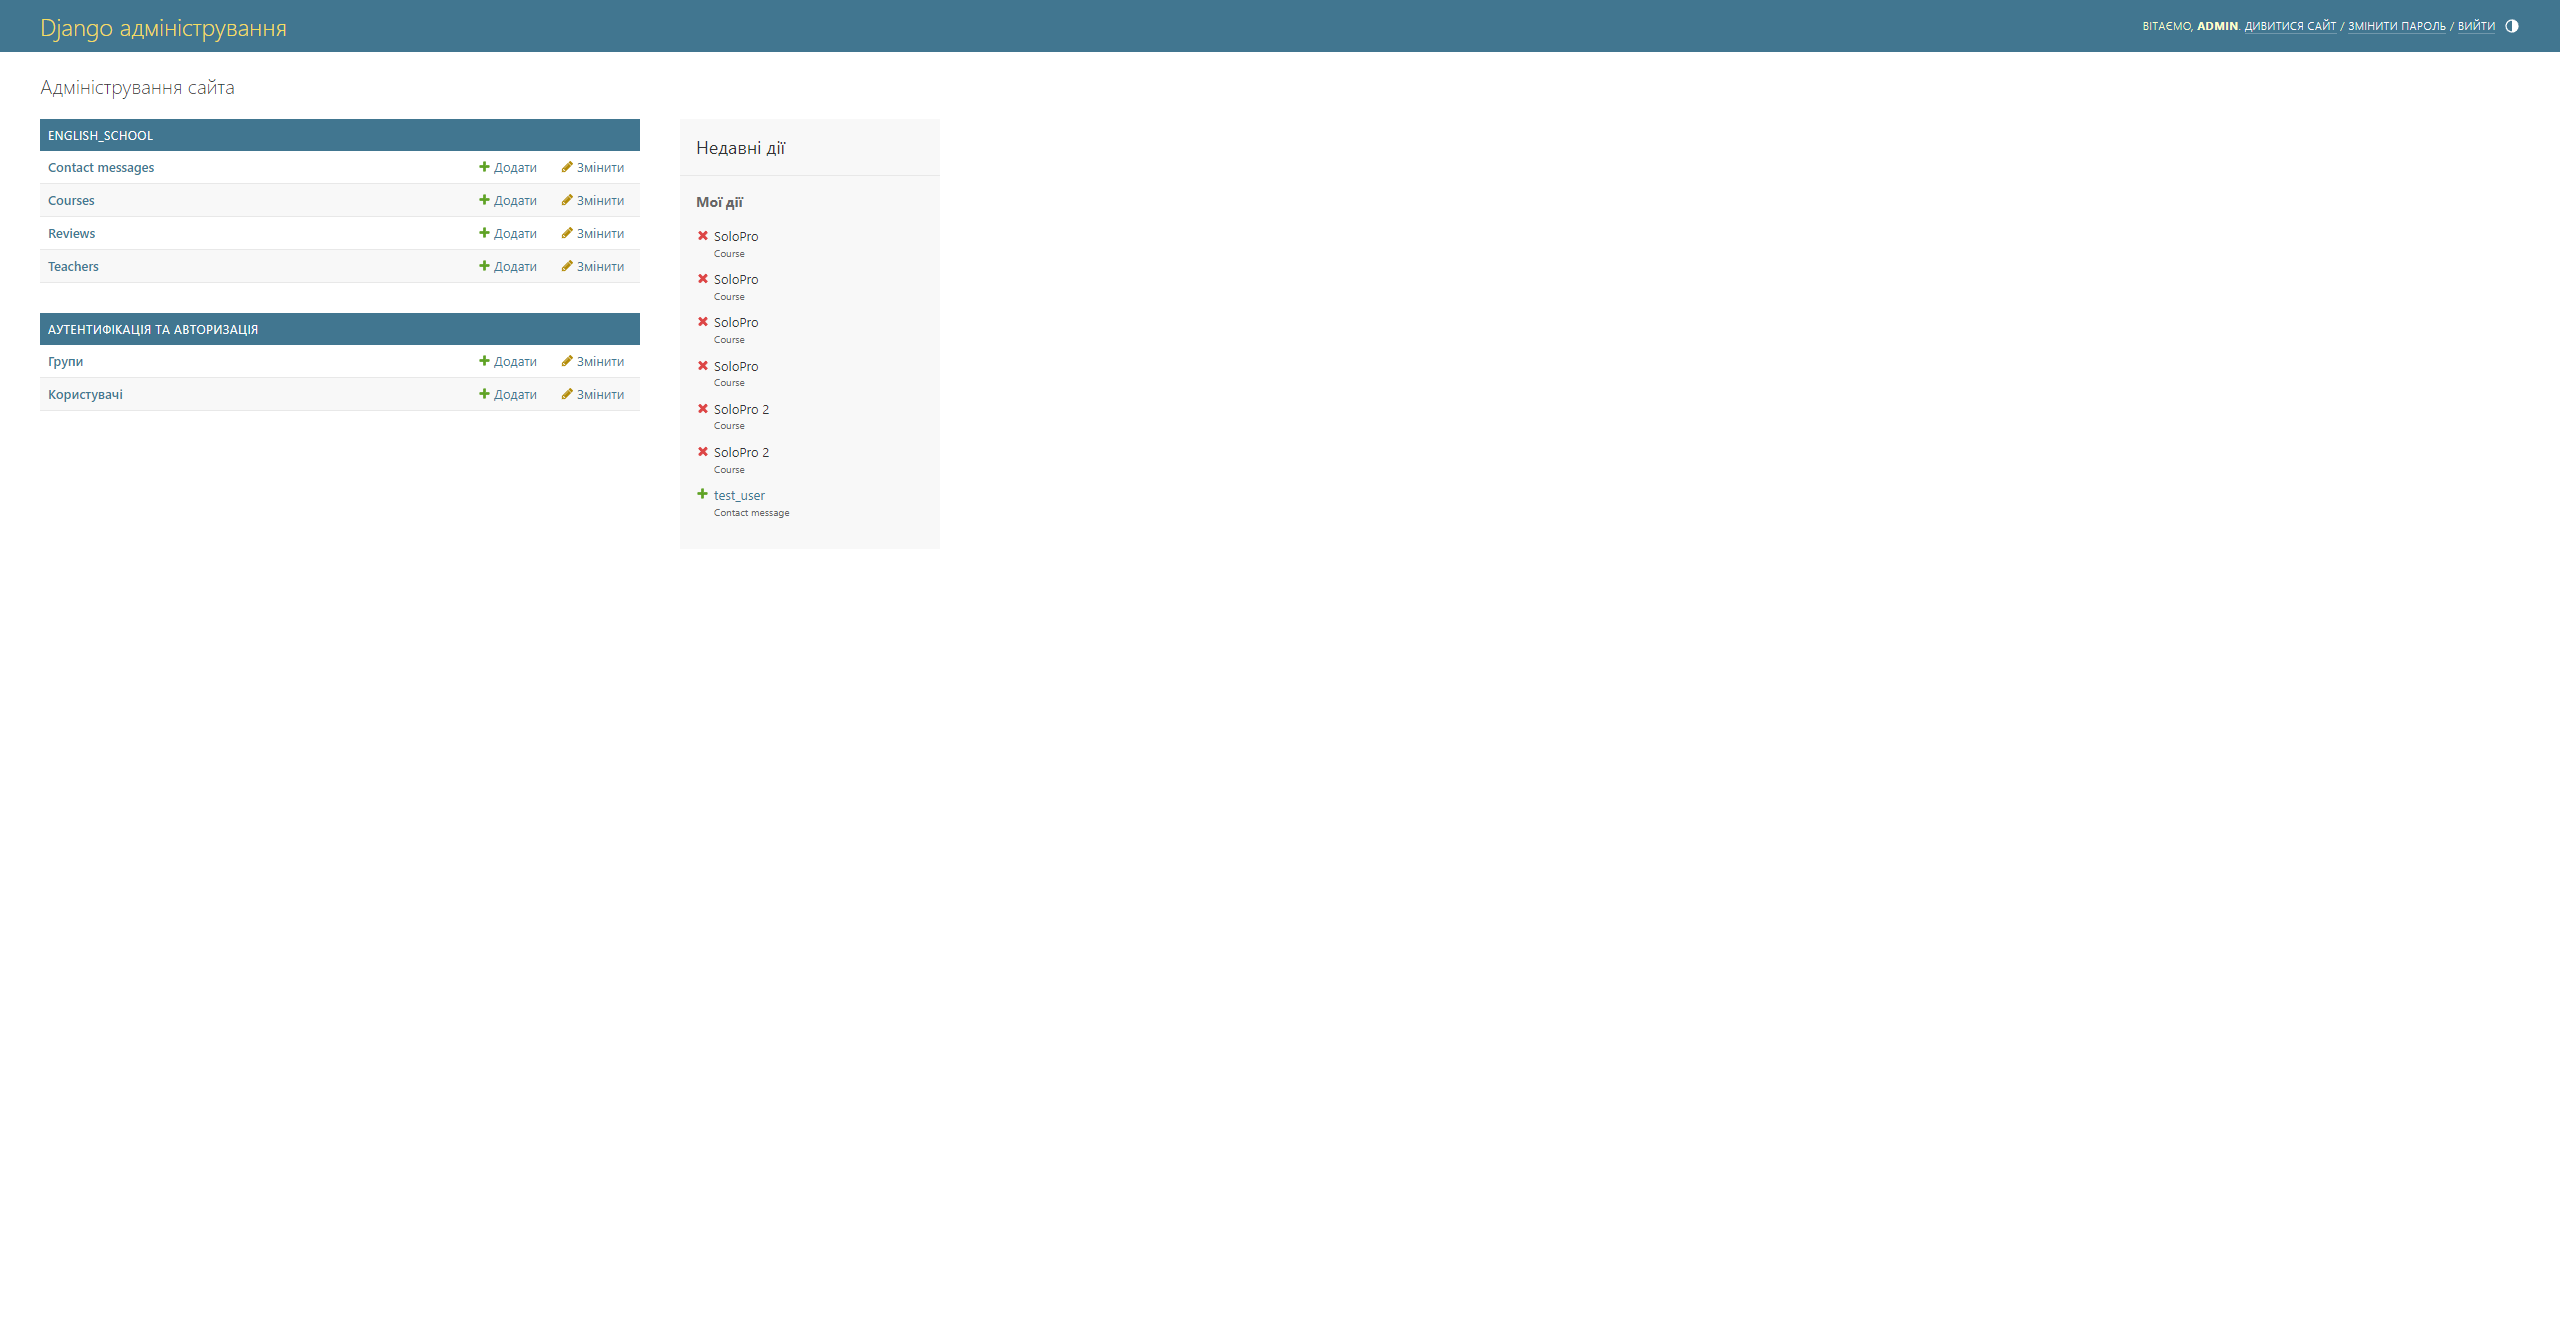 Django адміністрування
ВІТАЄМО, ADMIN. ДИВИТИСЯ САЙТ / ЗМІНИТИ ПАРОЛЬ / ВИЙТИ
Адміністрування сайта
ENGLISH_SCHOOL
Contact messages Додати Змінити
Courses Додати Змінити
Reviews Додати Змінити
Teachers Додати Змінити
АУТЕНТИФІКАЦІЯ ТА АВТОРИЗАЦІЯ
Групи Додати Змінити
Користувачі Додати Змінити
Недавні дії
Мої дії
SoloPro
Course
SoloPro
Course
SoloPro
Course
SoloPro
Course
SoloPro 2
Course
SoloPro 2
Course
test_user
Contact message